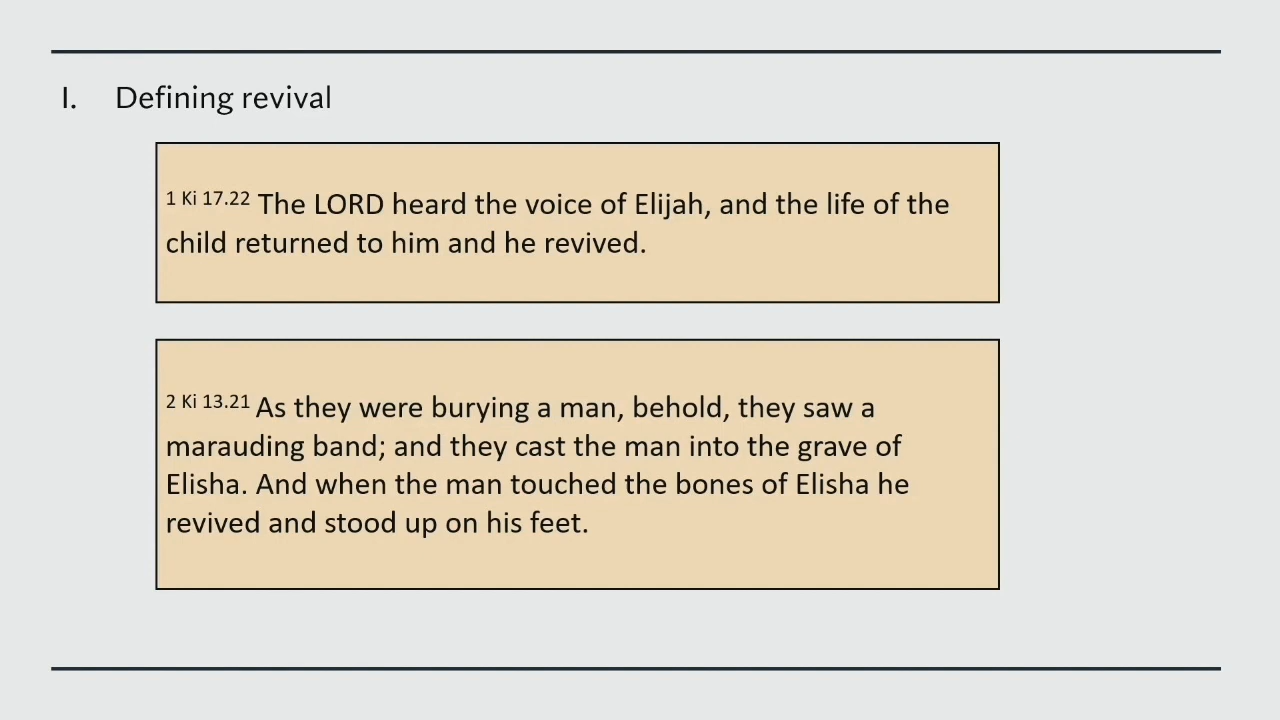 I. Defining revival
1 Ki 17.22 The LORD heard the voice of Elijah, and the life of the
child returned to him and he revived.
2 Ki 13.21 As they were burying a man, behold, they saw a
marauding band; and they cast the man into the grave of
Elisha. And when the man touched the bones of Elisha he
revived and stood up on his feet.